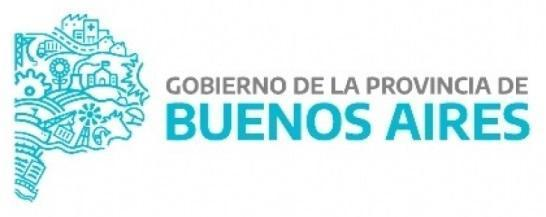 GOBIERNO DE LA PROVINCIA DE
BUENOS AIRES